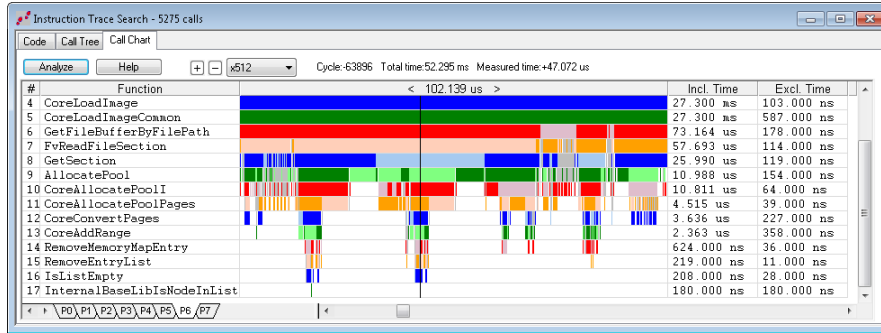 Instruction Trace Search - 5275 calls
Code Call Tree Call Chart
Analyze Help + - x512 Cycle:-63896 Total time:52.295 ms Measured time:+47.072 us
# Function < 102.139 us > Incl. Time Excl. Time
4 CoreLoadImage 27.300 ms 103.000 ns
5 CoreLoadImageCommon 27.300 ms 587.000 ns
6 GetFileBufferByFilePath 73.164 us 178.000 ns
7 FvReadFileSection 57.693 us 114.000 ns
8 GetSection 25.990 us 119.000 ns
9 AllocatePool 10.988 us 154.000 ns
10 CoreAllocatePoolI 10.811 us 64.000 ns
11 CoreAllocatePoolPages 4.515 us 39.000 ns
12 CoreConvertPages 3.636 us 227.000 ns
13 CoreAddRange 2.363 us 358.000 ns
14 RemoveMemoryMapEntry 624.000 ns 36.000 ns
15 RemoveEntryList 219.000 ns 11.000 ns
16 IsListEmpty 208.000 ns 28.000 ns
17 InternalBaseLibIsNodeInList 180.000 ns 180.000 ns
P0 P1 P2 P3 P4 P5 P6 P7